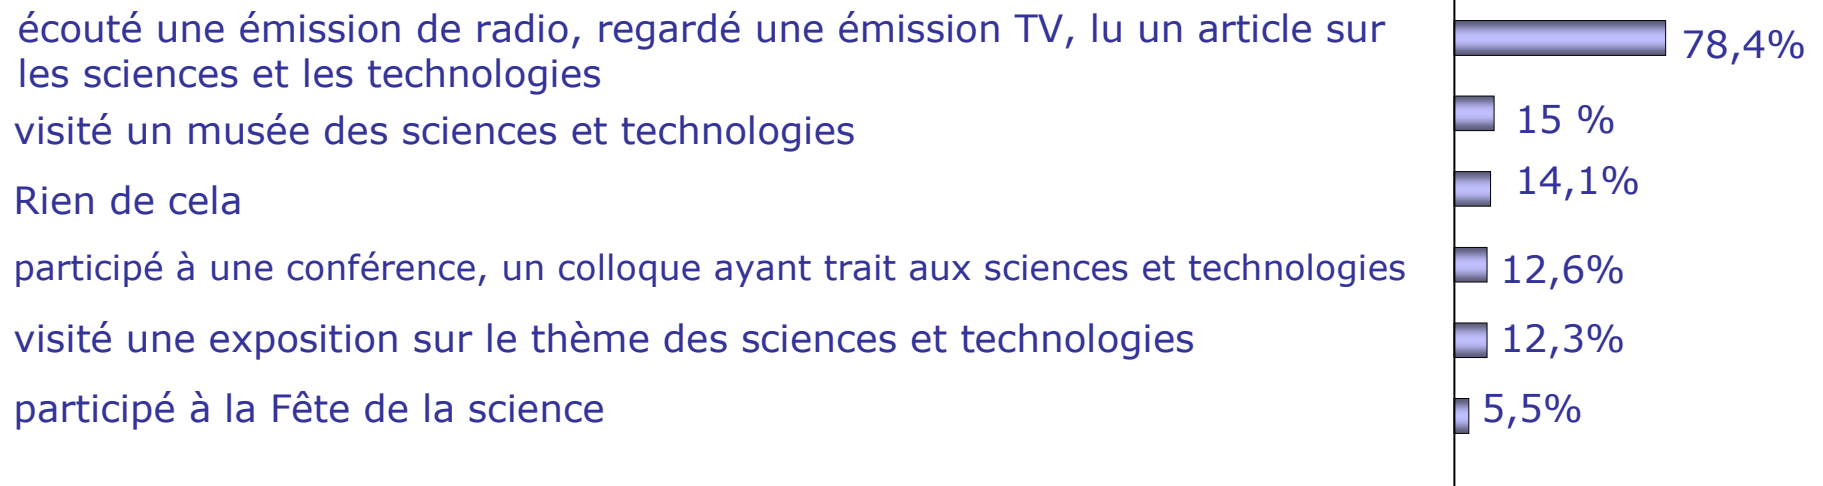 écouté une émission de radio, regardé une émission TV, lu un article sur
les sciences et les technologies
78,4%
visité un musée des sciences et technologies
15 %
Rien de cela
14,1%
participé à une conférence, un colloque ayant trait aux sciences et technologies
12,6%
visité une exposition sur le thème des sciences et technologies
12,3%
participé à la Fête de la science
5,5%